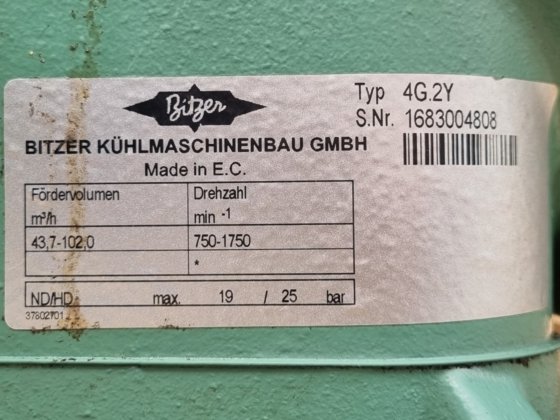 Bitzer
Typ 4G.2Y
S.Nr. 1683004808
BITZER KÜHLMASCHINENBAU GMBH
Made in E.C.
Fördervolumen Drehzahl
m³/h min -1
43,7-102,0 750-1750
*
ND/HD max. 19 / 25 bar
37802701